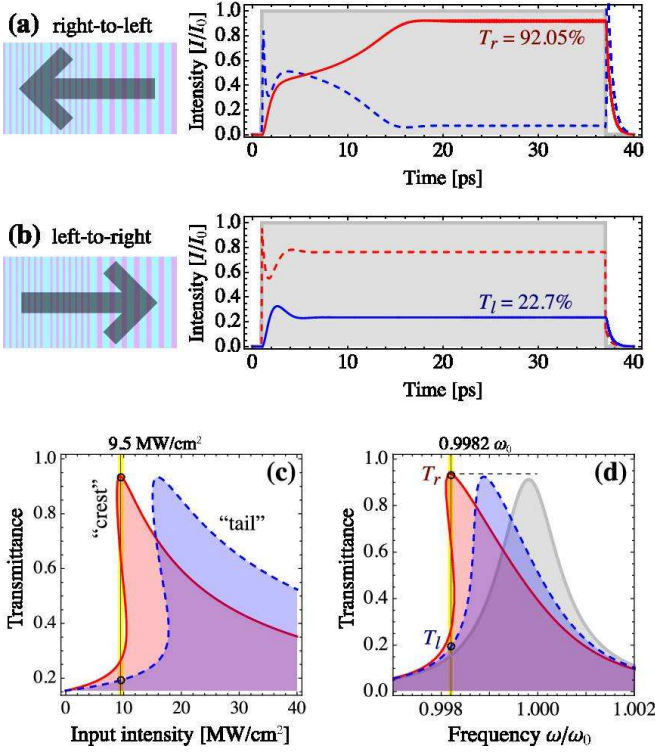 (a) right-to-left
Intensity [I/I₀]
1.0
0.8
0.6
0.4
0.2
0.0
Tᵣ = 92.05%
0 10 20 30 40
Time [ps]
(b) left-to-right
Intensity [I/I₀]
1.0
0.8
0.6
0.4
0.2
0.0
Tₗ = 22.7%
0 10 20 30 40
Time [ps]
9.5 MW/cm²
(c)
Transmittance
1.0
0.8
0.6
0.4
0.2
"crest"
"tail"
0 10 20 30 40
Input intensity [MW/cm²]
0.9982 ω₀
(d)
Transmittance
1.0
0.8
0.6
0.4
0.2
0.0
Tᵣ
Tₗ
0.998 1.000 1.002
Frequency ω/ω₀